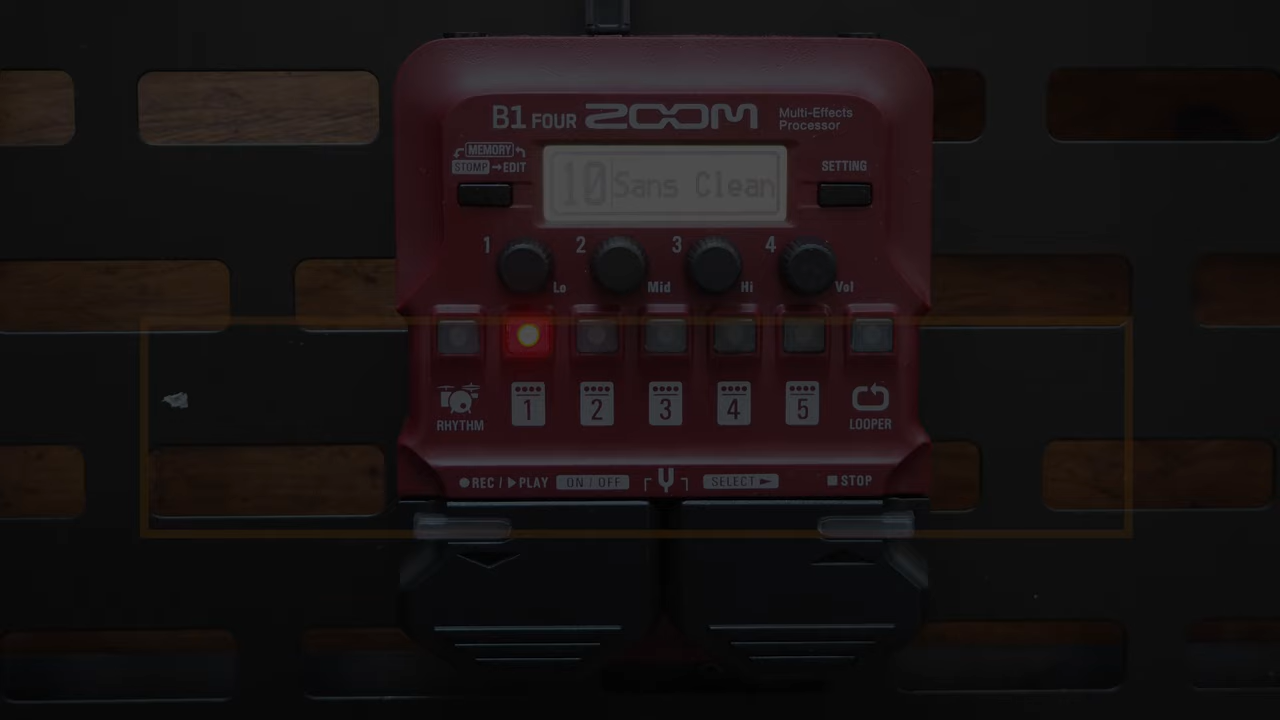 B1 FOUR ZOOM Multi-Effects
Processor
MEMORY
STOMP → EDIT
SETTING
10 Sans Clean
1 2 3 4
Lo Mid Hi Vol
1 2 3 4 5
RHYTHM LOOPER
●REC / ▶PLAY ON / OFF SELECT ► ■STOP